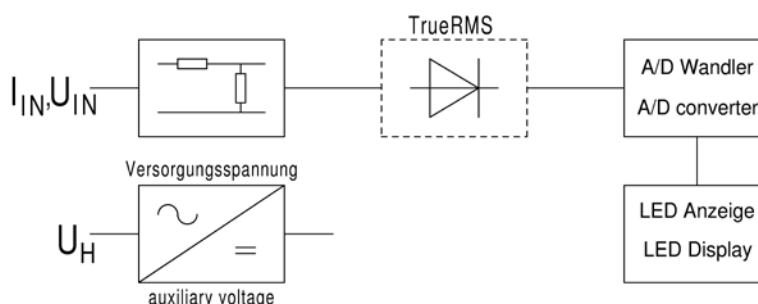 TrueRMS
I_IN,U_IN
A/D Wandler
A/D converter
Versorgungsspannung
U_H
LED Anzeige
LED Display
auxiliary voltage